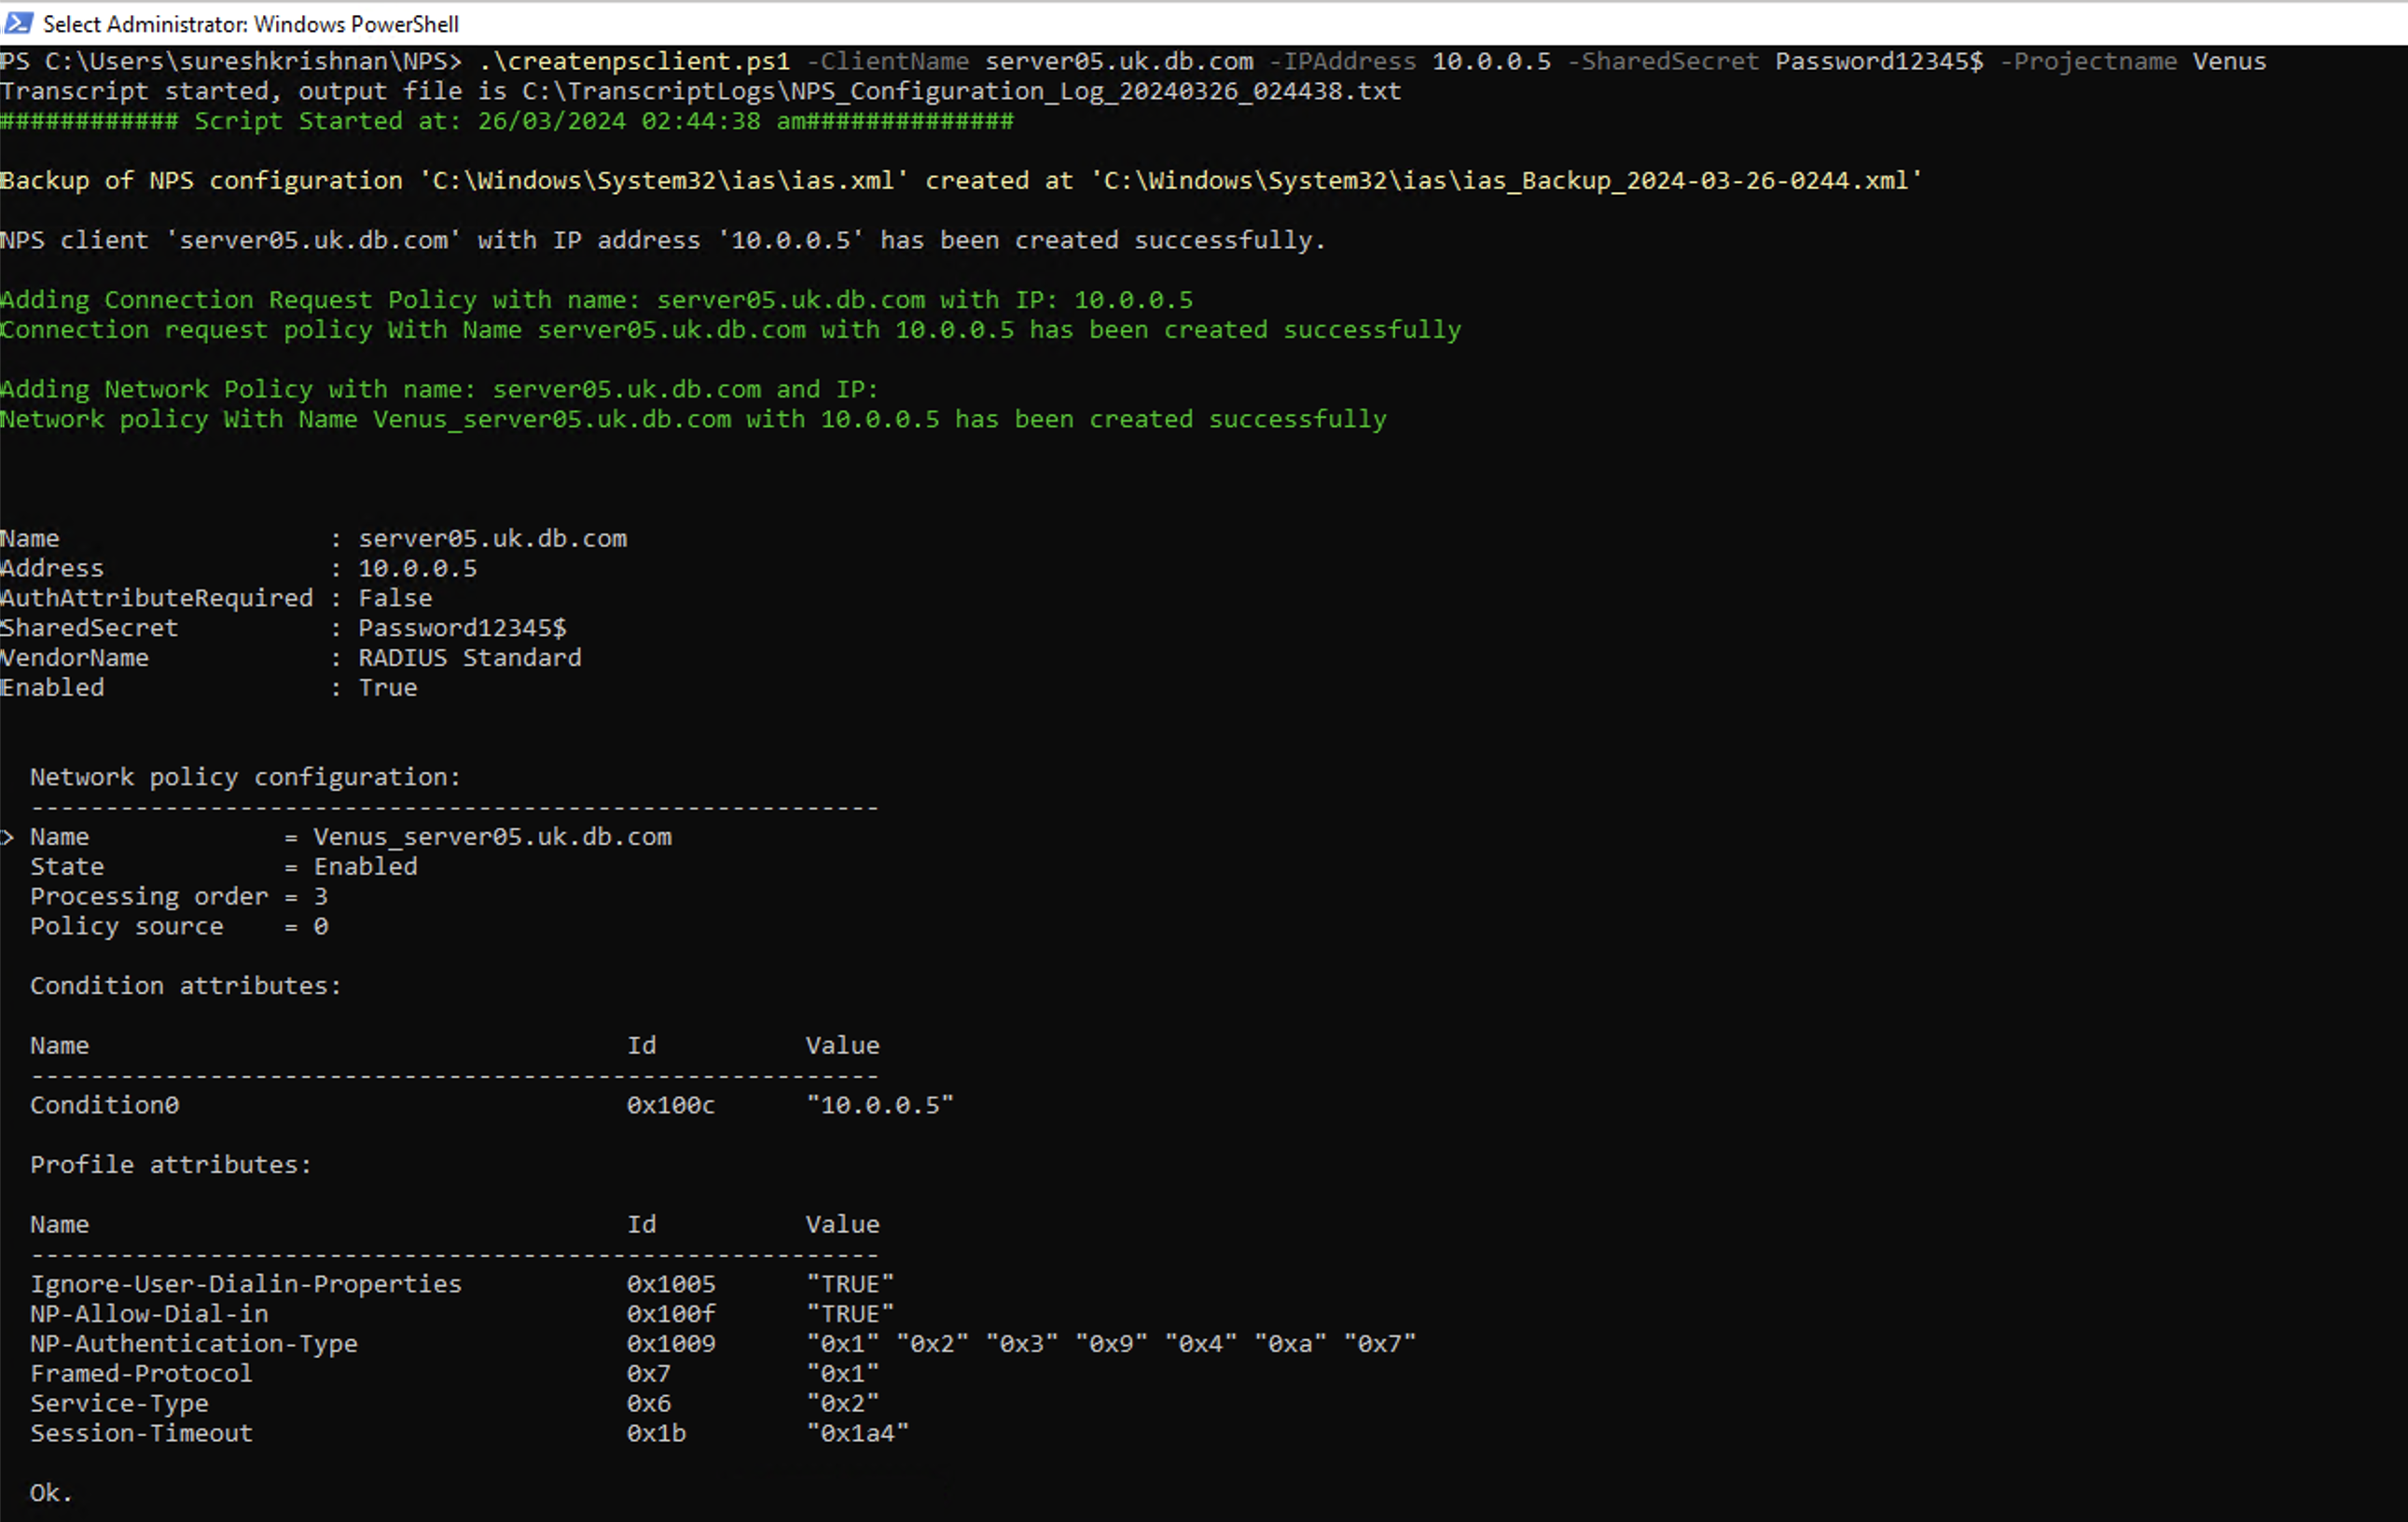 Select Administrator: Windows PowerShell
PS C:\Users\sureshkrishnan\NPS> .\createnpsclient.ps1 -ClientName server05.uk.db.com -IPAddress 10.0.0.5 -SharedSecret Password12345$ -Projectname Venus
Transcript started, output file is C:\TranscriptLogs\NPS_Configuration_Log_20240326_024438.txt
############ Script Started at: 26/03/2024 02:44:38 am##############
Backup of NPS configuration 'C:\Windows\System32\ias\ias.xml' created at 'C:\Windows\System32\ias\ias_Backup_2024-03-26-0244.xml'
NPS client 'server05.uk.db.com' with IP address '10.0.0.5' has been created successfully.
Adding Connection Request Policy with name: server05.uk.db.com with IP: 10.0.0.5
Connection request policy With Name server05.uk.db.com with 10.0.0.5 has been created successfully
Adding Network Policy with name: server05.uk.db.com and IP:
Network policy With Name Venus_server05.uk.db.com with 10.0.0.5 has been created successfully
Name                  : server05.uk.db.com
Address               : 10.0.0.5
AuthAttributeRequired : False
SharedSecret          : Password12345$
VendorName            : RADIUS Standard
Enabled               : True
Network policy configuration:
---------------------------------------------------------
> Name             = Venus_server05.uk.db.com
State            = Enabled
Processing order = 3
Policy source    = 0
Condition attributes:
Name                                    Id          Value
---------------------------------------------------------
Condition0                              0x100c      "10.0.0.5"
Profile attributes:
Name                                    Id          Value
---------------------------------------------------------
Ignore-User-Dialin-Properties           0x1005      "TRUE"
NP-Allow-Dial-in                        0x100f      "TRUE"
NP-Authentication-Type                  0x1009      "0x1" "0x2" "0x3" "0x9" "0x4" "0xa" "0x7"
Framed-Protocol                         0x7         "0x1"
Service-Type                            0x6         "0x2"
Session-Timeout                         0x1b        "0x1a4"
Ok.